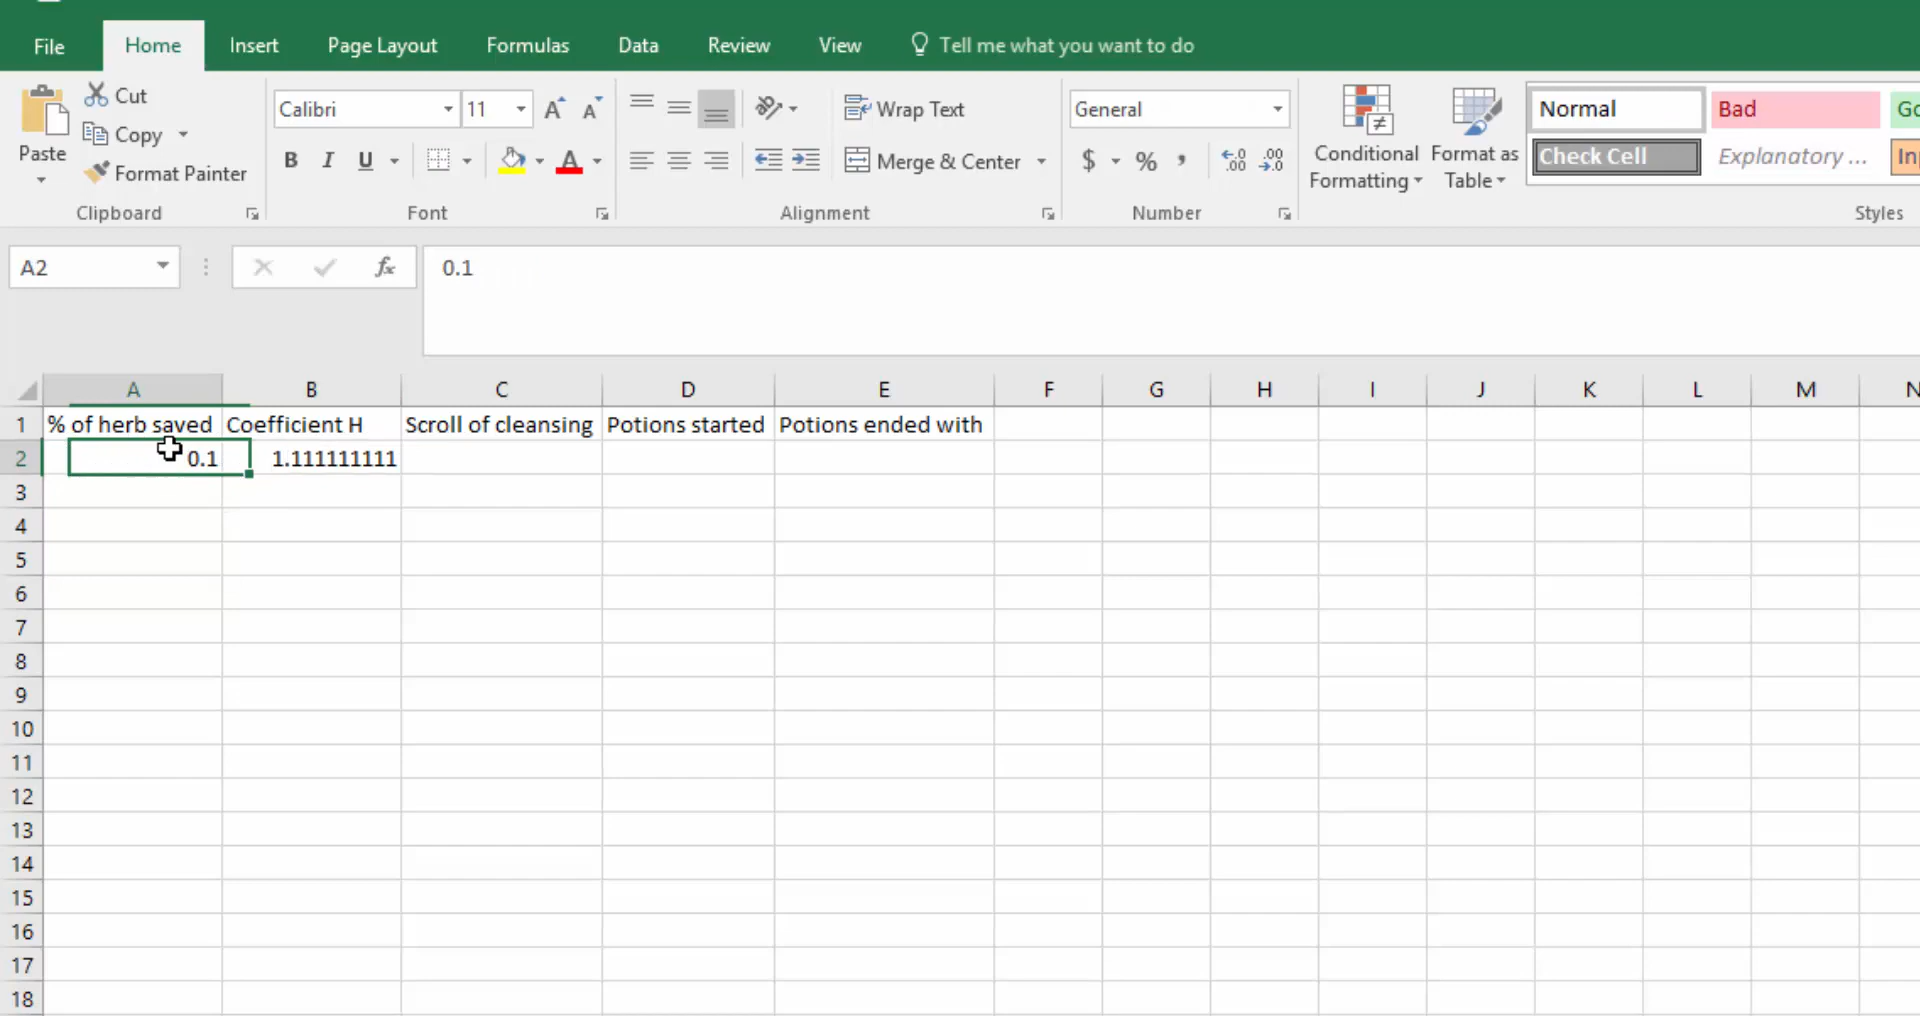 File Home Insert Page Layout Formulas Data Review View Tell me what you want to do
Paste Cut Copy Format Painter
Clipboard
Calibri 11 A A
B I U A
Font
Wrap Text
Merge & Center
Alignment
General
$ % , .00 .00
Number
Conditional Formatting
Format as Table
Normal Bad
Check Cell Explanatory ...
Styles
A2 fx 0.1
A B C D E F G H I J K L M
1 % of herb saved Coefficient H Scroll of cleansing Potions started Potions ended with
2 0.1 1.111111111
3
4
5
6
7
8
9
10
11
12
13
14
15
16
17
18